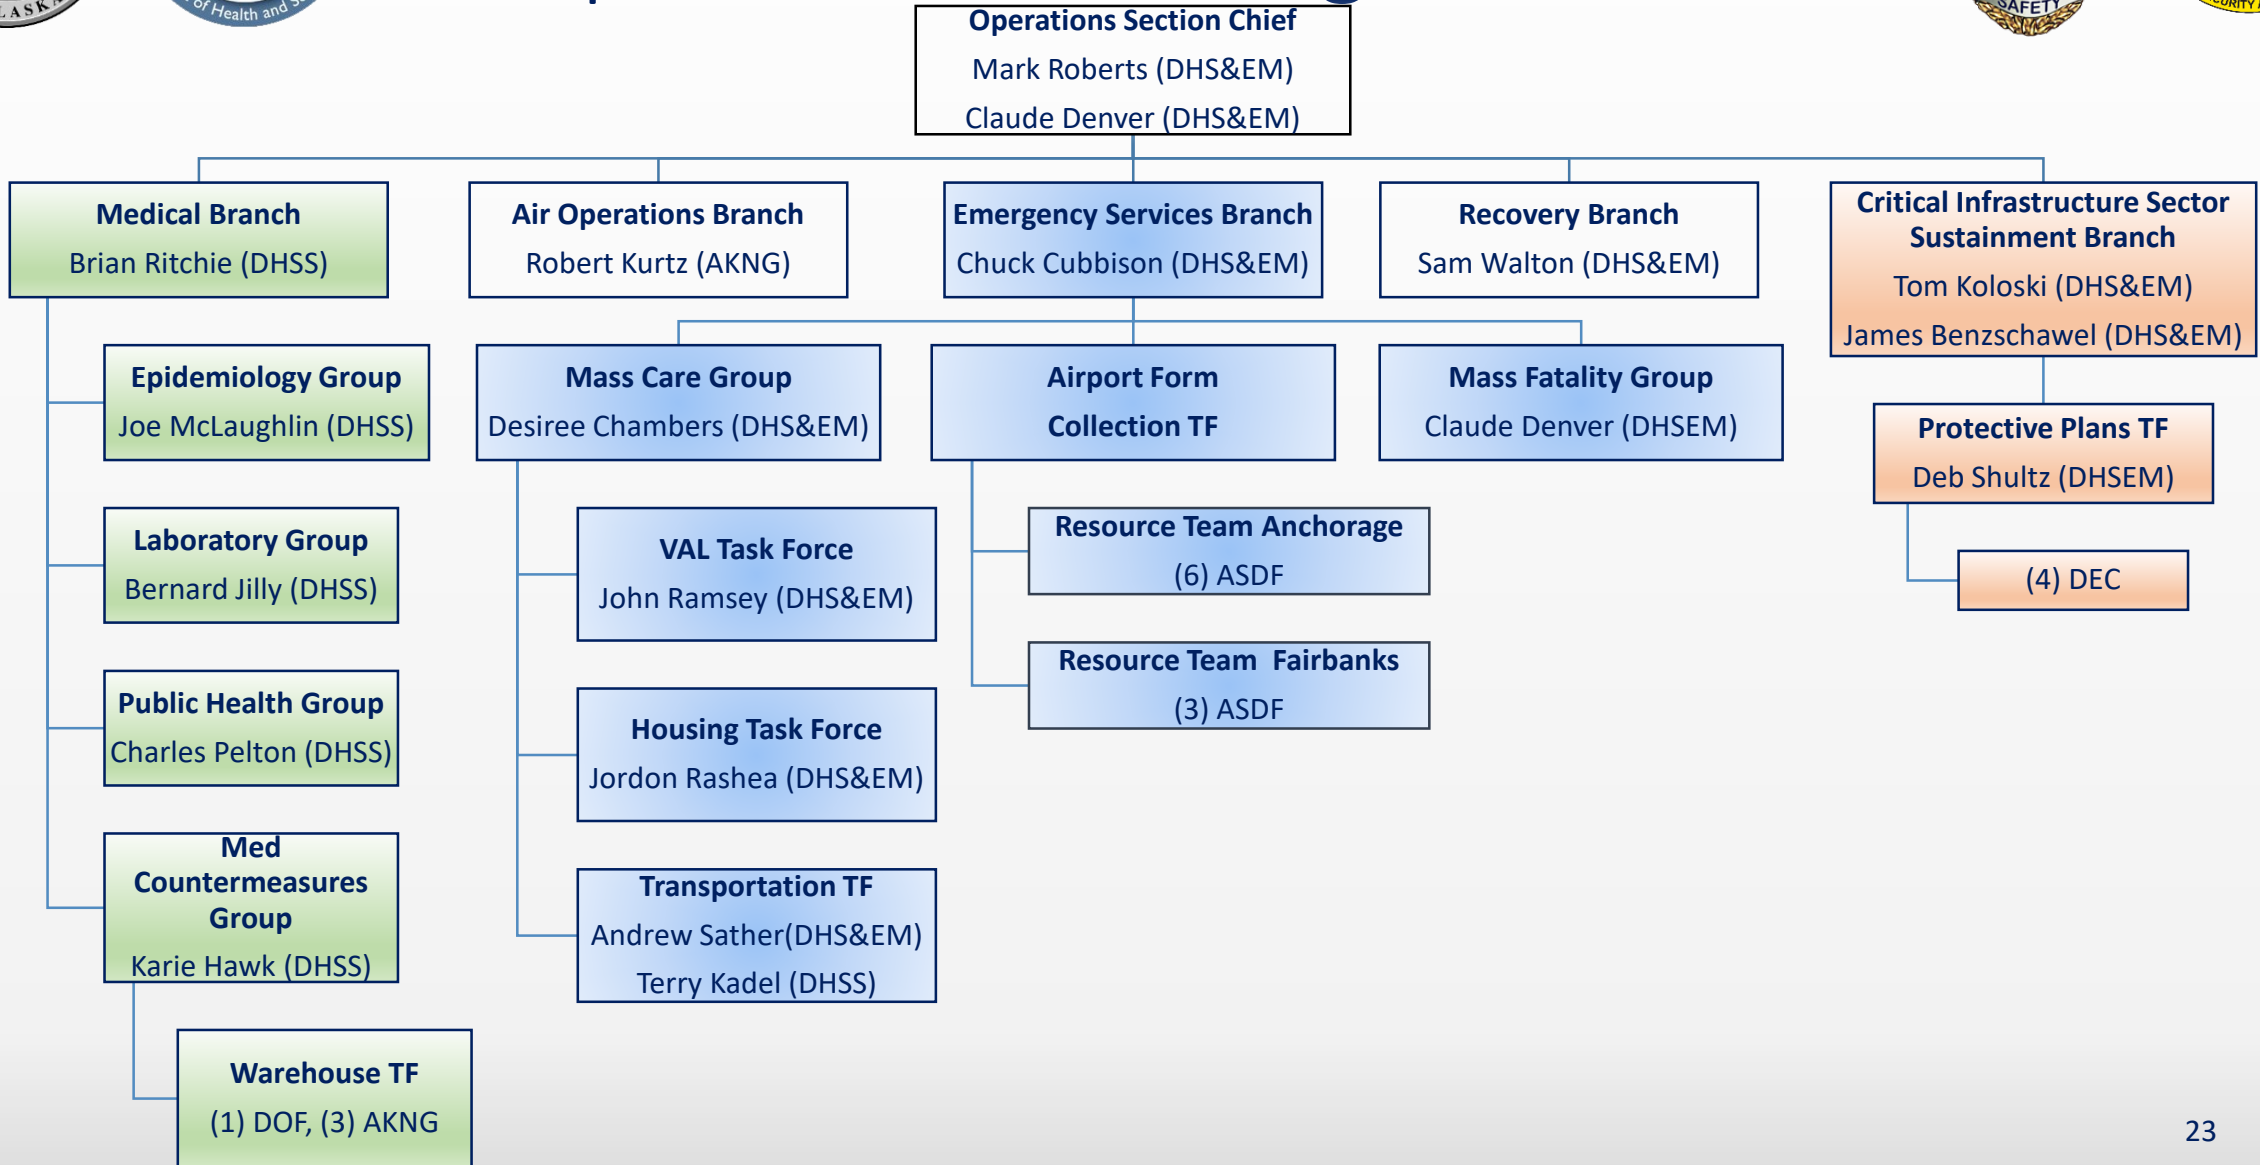 LASKA
of Health and S
SAFETY
Operations Section Chief
Mark Roberts (DHS&EM)
Claude Denver (DHS&EM)
Medical Branch
Brian Ritchie (DHSS)
Air Operations Branch
Robert Kurtz (AKNG)
Emergency Services Branch
Chuck Cubbison (DHS&EM)
Recovery Branch
Sam Walton (DHS&EM)
Critical Infrastructure Sector
Sustainment Branch
Tom Koloski (DHS&EM)
James Benzschawel (DHS&EM)
Epidemiology Group
Joe McLaughlin (DHSS)
Laboratory Group
Bernard Jilly (DHSS)
Public Health Group
Charles Pelton (DHSS)
Med
Countermeasures
Group
Karie Hawk (DHSS)
Warehouse TF
(1) DOF, (3) AKNG
Mass Care Group
Desiree Chambers (DHS&EM)
VAL Task Force
John Ramsey (DHS&EM)
Housing Task Force
Jordon Rashea (DHS&EM)
Transportation TF
Andrew Sather(DHS&EM)
Terry Kadel (DHSS)
Airport Form
Collection TF
Resource Team Anchorage
(6) ASDF
Resource Team  Fairbanks
(3) ASDF
Mass Fatality Group
Claude Denver (DHSEM)
Protective Plans TF
Deb Shultz (DHSEM)
(4) DEC
23